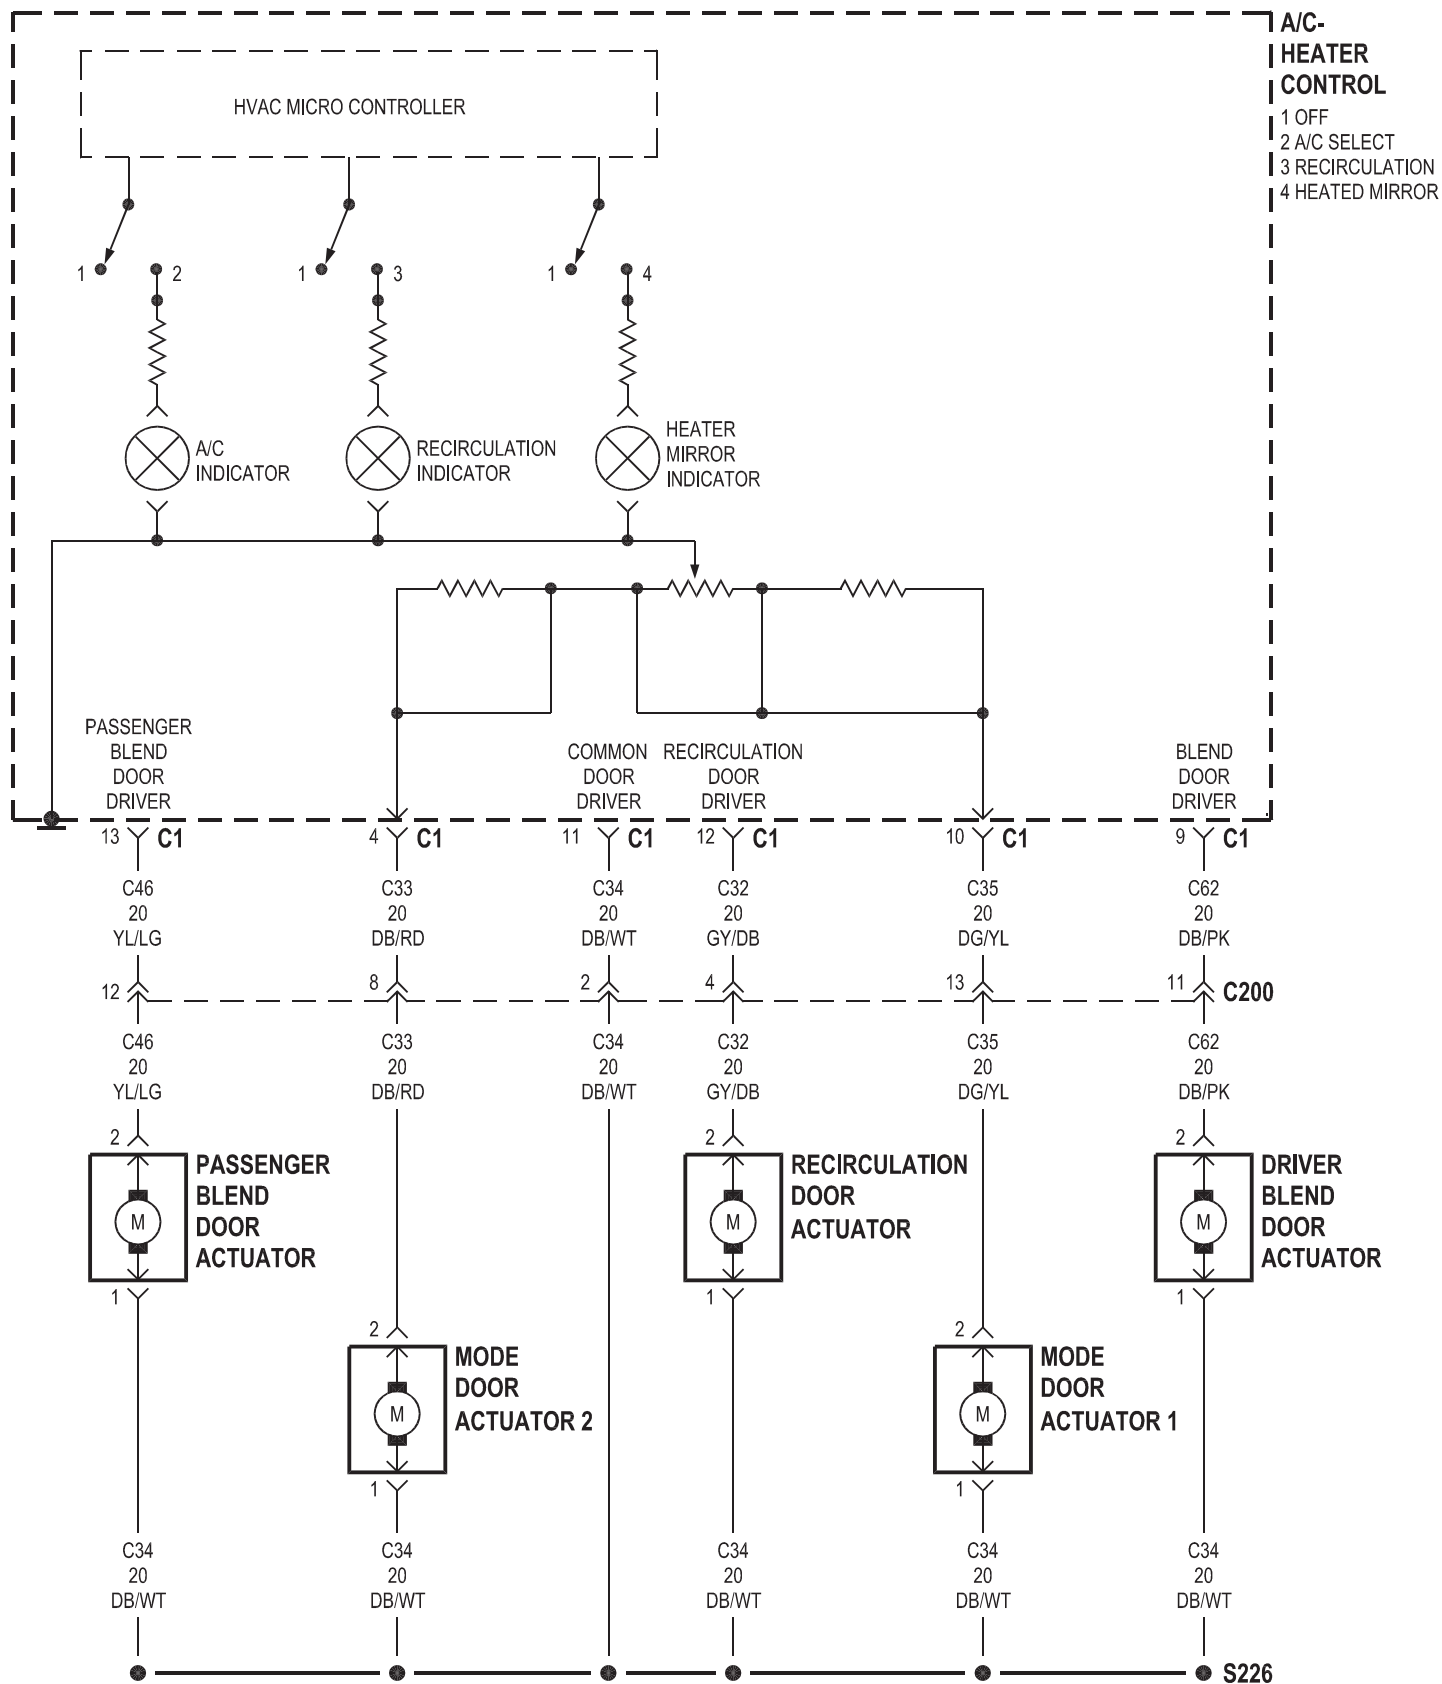 A/C-
HEATER
CONTROL
1 OFF
2 A/C SELECT
3 RECIRCULATION
4 HEATED MIRROR
HVAC MICRO CONTROLLER
1 2 1 3 1 4
A/C
INDICATOR
RECIRCULATION
INDICATOR
HEATER
MIRROR
INDICATOR
PASSENGER
BLEND
DOOR
DRIVER
COMMON
DOOR
DRIVER
RECIRCULATION
DOOR
DRIVER
BLEND
DOOR
DRIVER
13 C1 4 C1 11 C1 12 C1 10 C1 9 C1
C46 C33 C34 C32 C35 C62
20 20 20 20 20 20
YL/LG DB/RD DB/WT GY/DB DG/YL DB/PK
12 8 2 4 13 11 C200
C46 C33 C34 C32 C35 C62
20 20 20 20 20 20
YL/LG DB/RD DB/WT GY/DB DG/YL DB/PK
2 2 2
PASSENGER
BLEND
DOOR
ACTUATOR
M
RECIRCULATION
DOOR
ACTUATOR
M
DRIVER
BLEND
DOOR
ACTUATOR
M
1 1 1
2 2
MODE
DOOR
ACTUATOR 2
M
MODE
DOOR
ACTUATOR 1
M
1 1
C34 C34 C34 C34 C34
20 20 20 20 20
DB/WT DB/WT DB/WT DB/WT DB/WT
S226